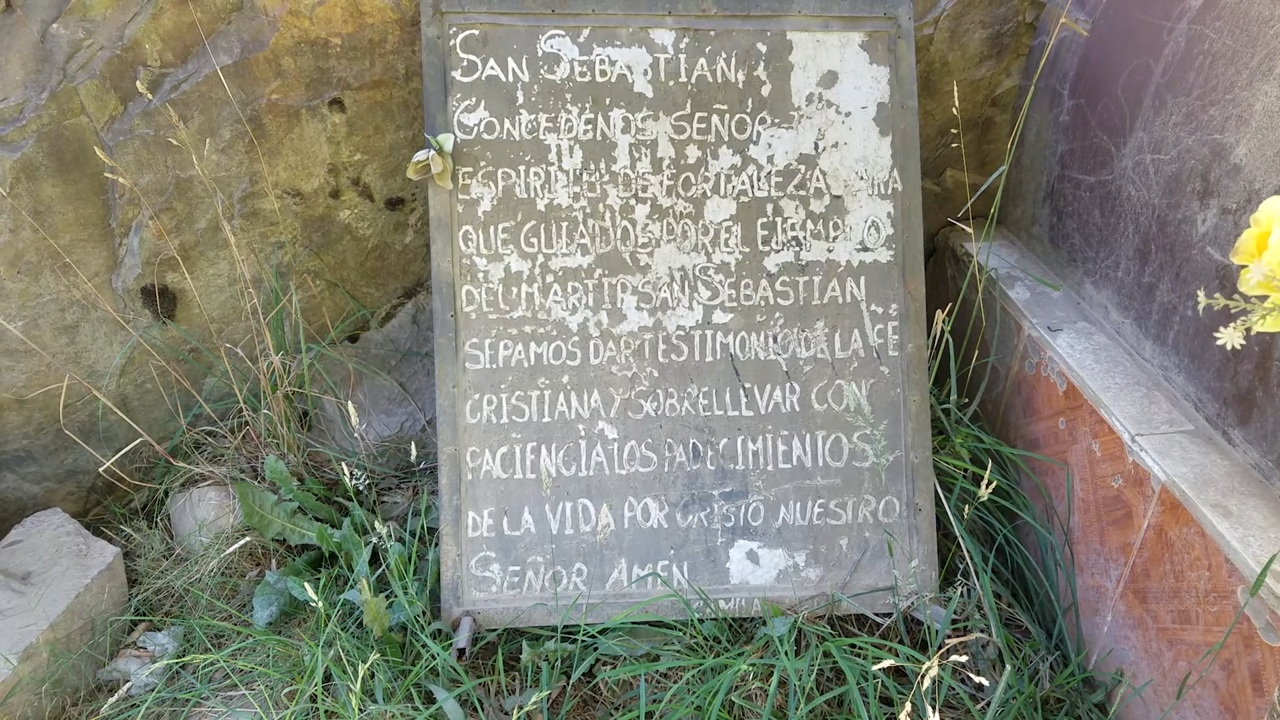 SAN SEBASTIAN
CONCEDENOS SEÑOR
ESPIRITU DE FORTALEZA PARA
QUE GUIADOS POR EL EJEMPLO
DEL MARTIR SAN SEBASTIAN
SEPAMOS DAR TESTIMONIO DE LA FE
CRISTIANA Y SOBRELLEVAR CON
PACIENCIA LOS PADECIMIENTOS
DE LA VIDA POR CRISTO NUESTRO
SEÑOR AMEN